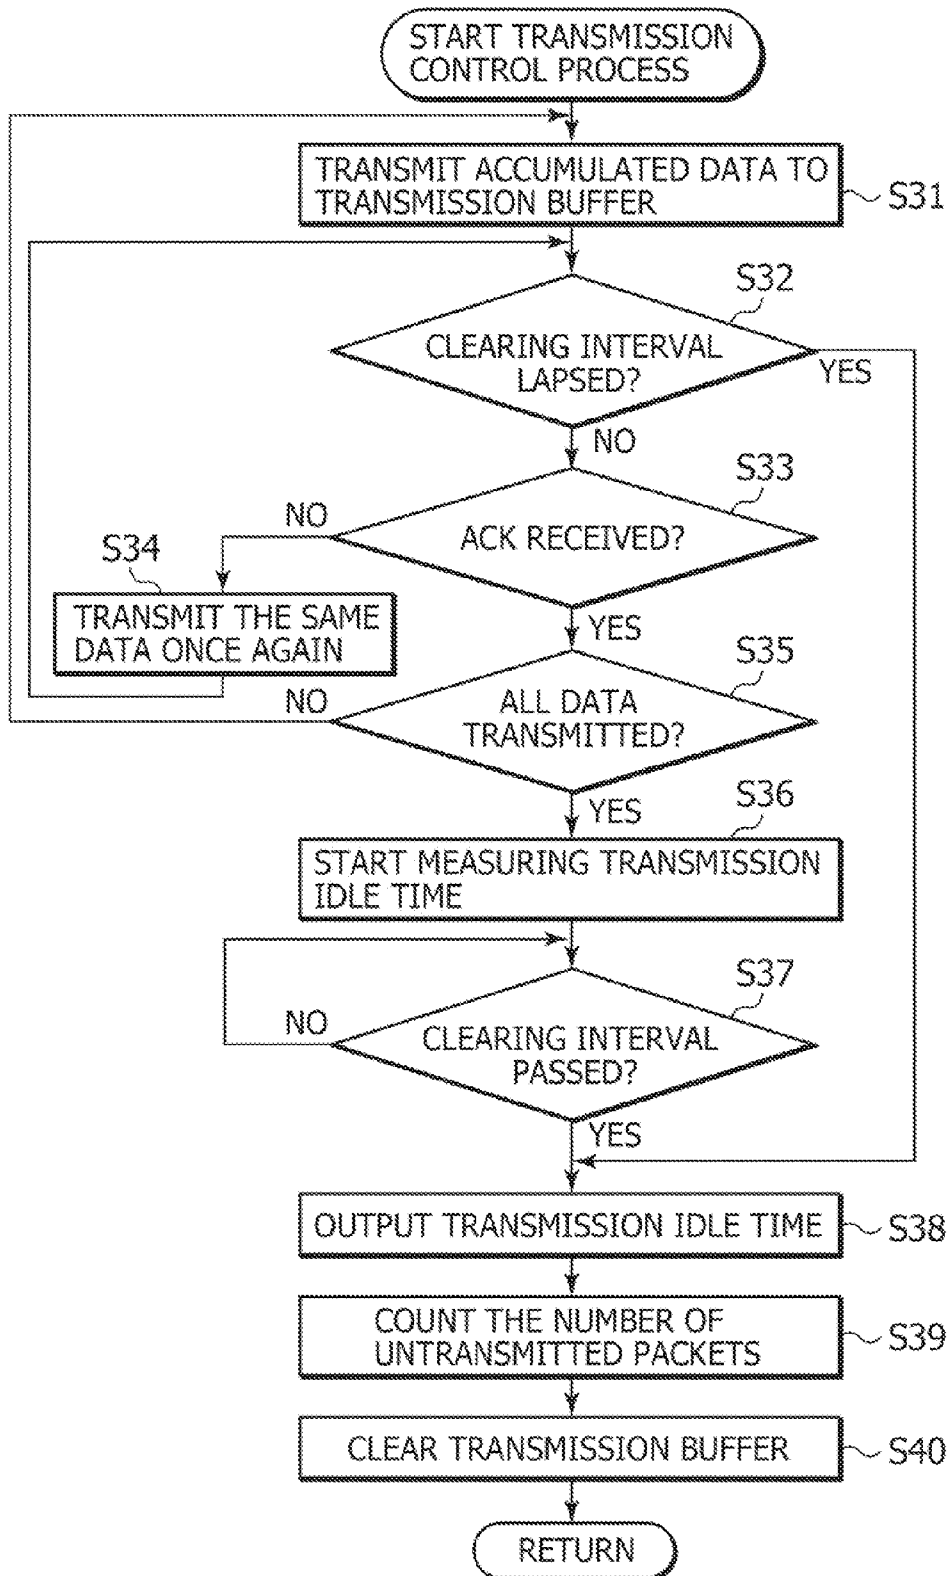 START TRANSMISSION
CONTROL PROCESS
TRANSMIT ACCUMULATED DATA TO
TRANSMISSION BUFFER
S31
S32
CLEARING INTERVAL
LAPSED?
YES
NO
S33
NO
ACK RECEIVED?
S34
TRANSMIT THE SAME
DATA ONCE AGAIN
YES
S35
NO
ALL DATA
TRANSMITTED?
YES
S36
START MEASURING TRANSMISSION
IDLE TIME
S37
NO
CLEARING INTERVAL
PASSED?
YES
OUTPUT TRANSMISSION IDLE TIME
S38
COUNT THE NUMBER OF
UNTRANSMITTED PACKETS
S39
CLEAR TRANSMISSION BUFFER
S40
RETURN